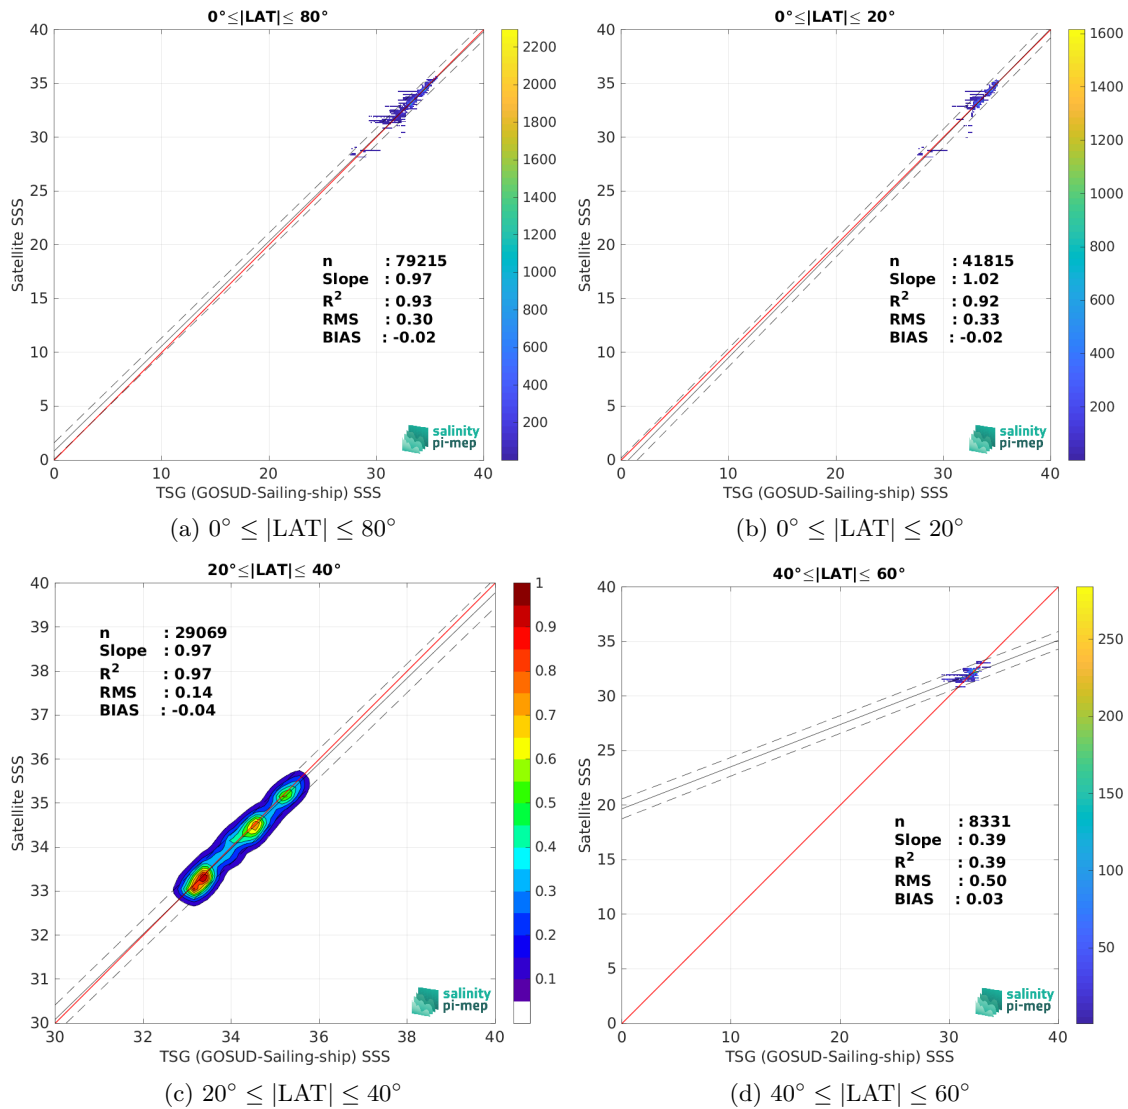 0°≤|LAT|≤ 80°
40
35
30
25
20
15
10
5
0
Satellite SSS
n : 79215
Slope : 0.97
R2 : 0.93
RMS : 0.30
BIAS : -0.02
salinity
pi-mep
0 10 20 30 40
TSG (GOSUD-Sailing-ship) SSS
2200
2000
1800
1600
1400
1200
1000
800
600
400
200
(a) 0° ≤ |LAT| ≤ 80°
0°≤|LAT|≤ 20°
40
35
30
25
20
15
10
5
0
Satellite SSS
n : 41815
Slope : 1.02
R2 : 0.92
RMS : 0.33
BIAS : -0.02
salinity
pi-mep
0 10 20 30 40
TSG (GOSUD-Sailing-ship) SSS
1600
1400
1200
1000
800
600
400
200
(b) 0° ≤ |LAT| ≤ 20°
20°≤|LAT|≤ 40°
40
39
38
37
36
35
34
33
32
31
30
Satellite SSS
n : 29069
Slope : 0.97
R2 : 0.97
RMS : 0.14
BIAS : -0.04
salinity
pi-mep
30 32 34 36 38 40
TSG (GOSUD-Sailing-ship) SSS
1
0.9
0.8
0.7
0.6
0.5
0.4
0.3
0.2
0.1
(c) 20° ≤ |LAT| ≤ 40°
40°≤|LAT|≤ 60°
40
35
30
25
20
15
10
5
0
Satellite SSS
n : 8331
Slope : 0.39
R2 : 0.39
RMS : 0.50
BIAS : 0.03
salinity
pi-mep
0 10 20 30 40
TSG (GOSUD-Sailing-ship) SSS
250
200
150
100
50
(d) 40° ≤ |LAT| ≤ 60°